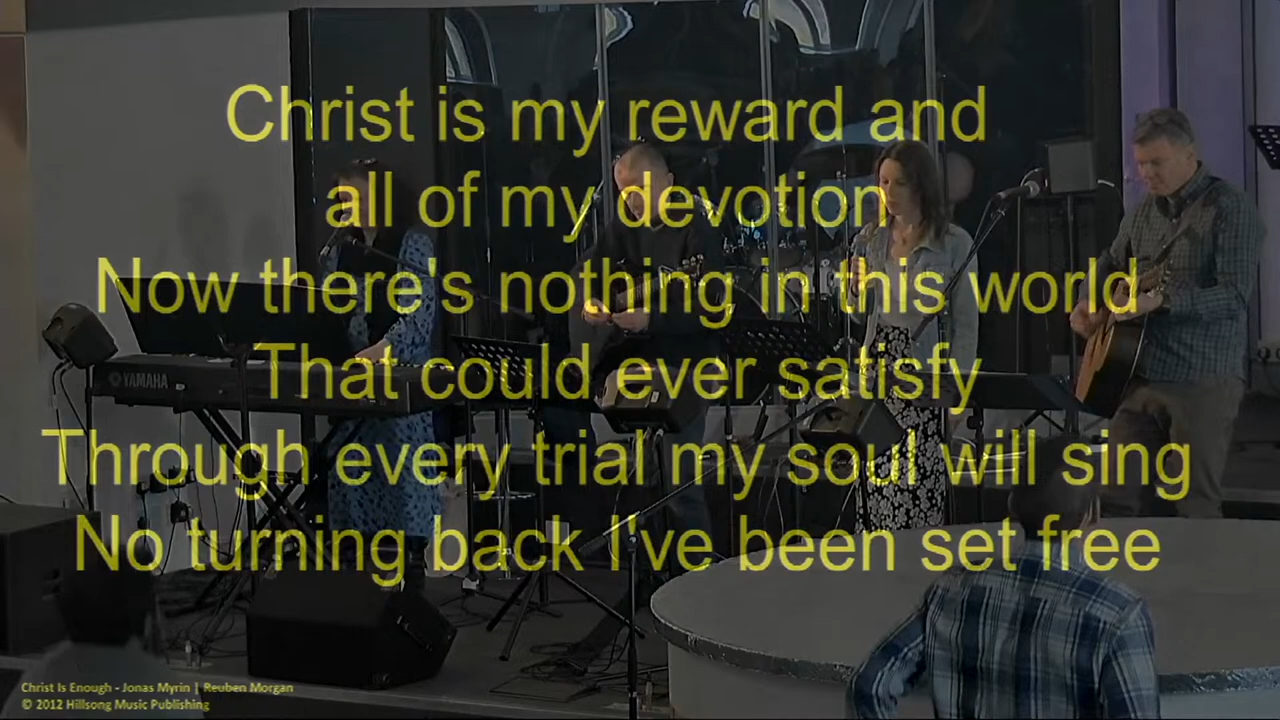 Christ is my reward and
all of my devotion
Now there's nothing in this world
That could ever satisfy
Through every trial my soul will sing
No turning back I've been set free
YAMAHA
Christ Is Enough - Jonas Myrin | Reuben Morgan
© 2012 Hillsong Music Publishing